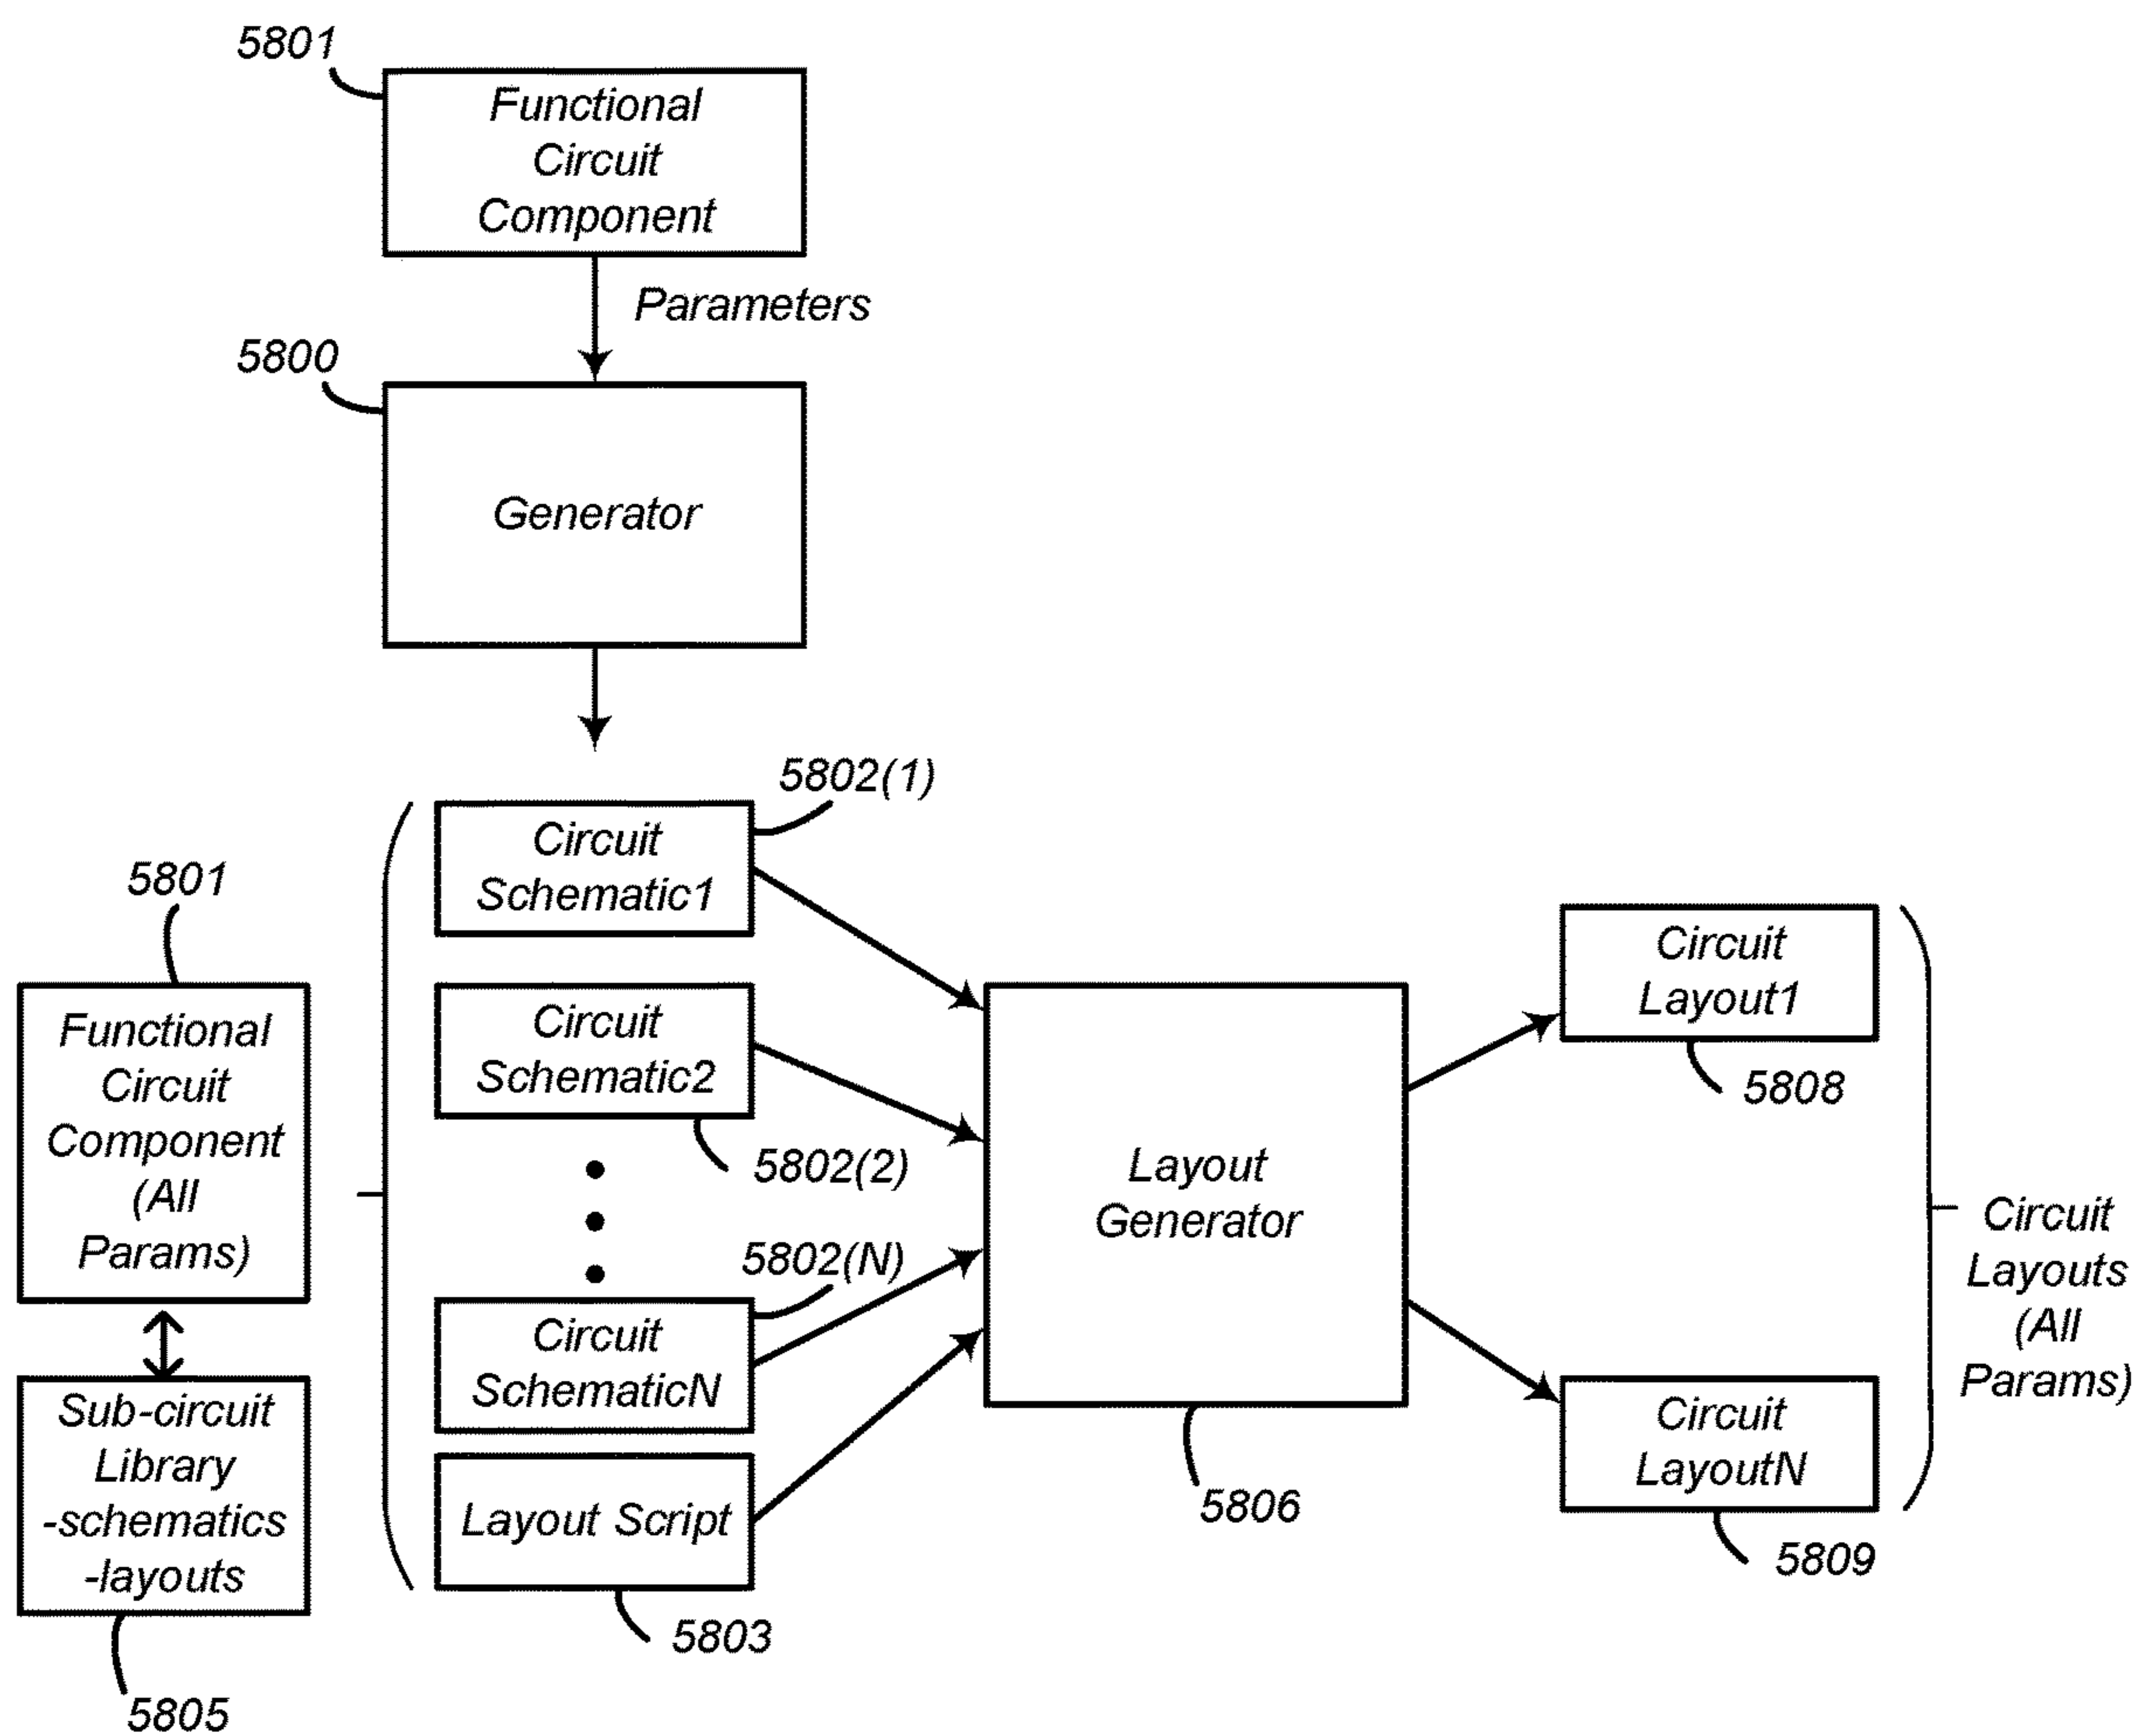 5801
Functional
Circuit
Component
Parameters
5800
Generator
5802(1)
Circuit
Schematic1
5801
Functional
Circuit
Component
(All
Params)
Circuit
Schematic2
5802(2)
5802(N)
Circuit
SchematicN
Layout Script
5803
Sub-circuit
Library
-schematics
-layouts
5805
Layout
Generator
5806
Circuit
Layout1
5808
Circuit
LayoutN
5809
Circuit
Layouts
(All
Params)